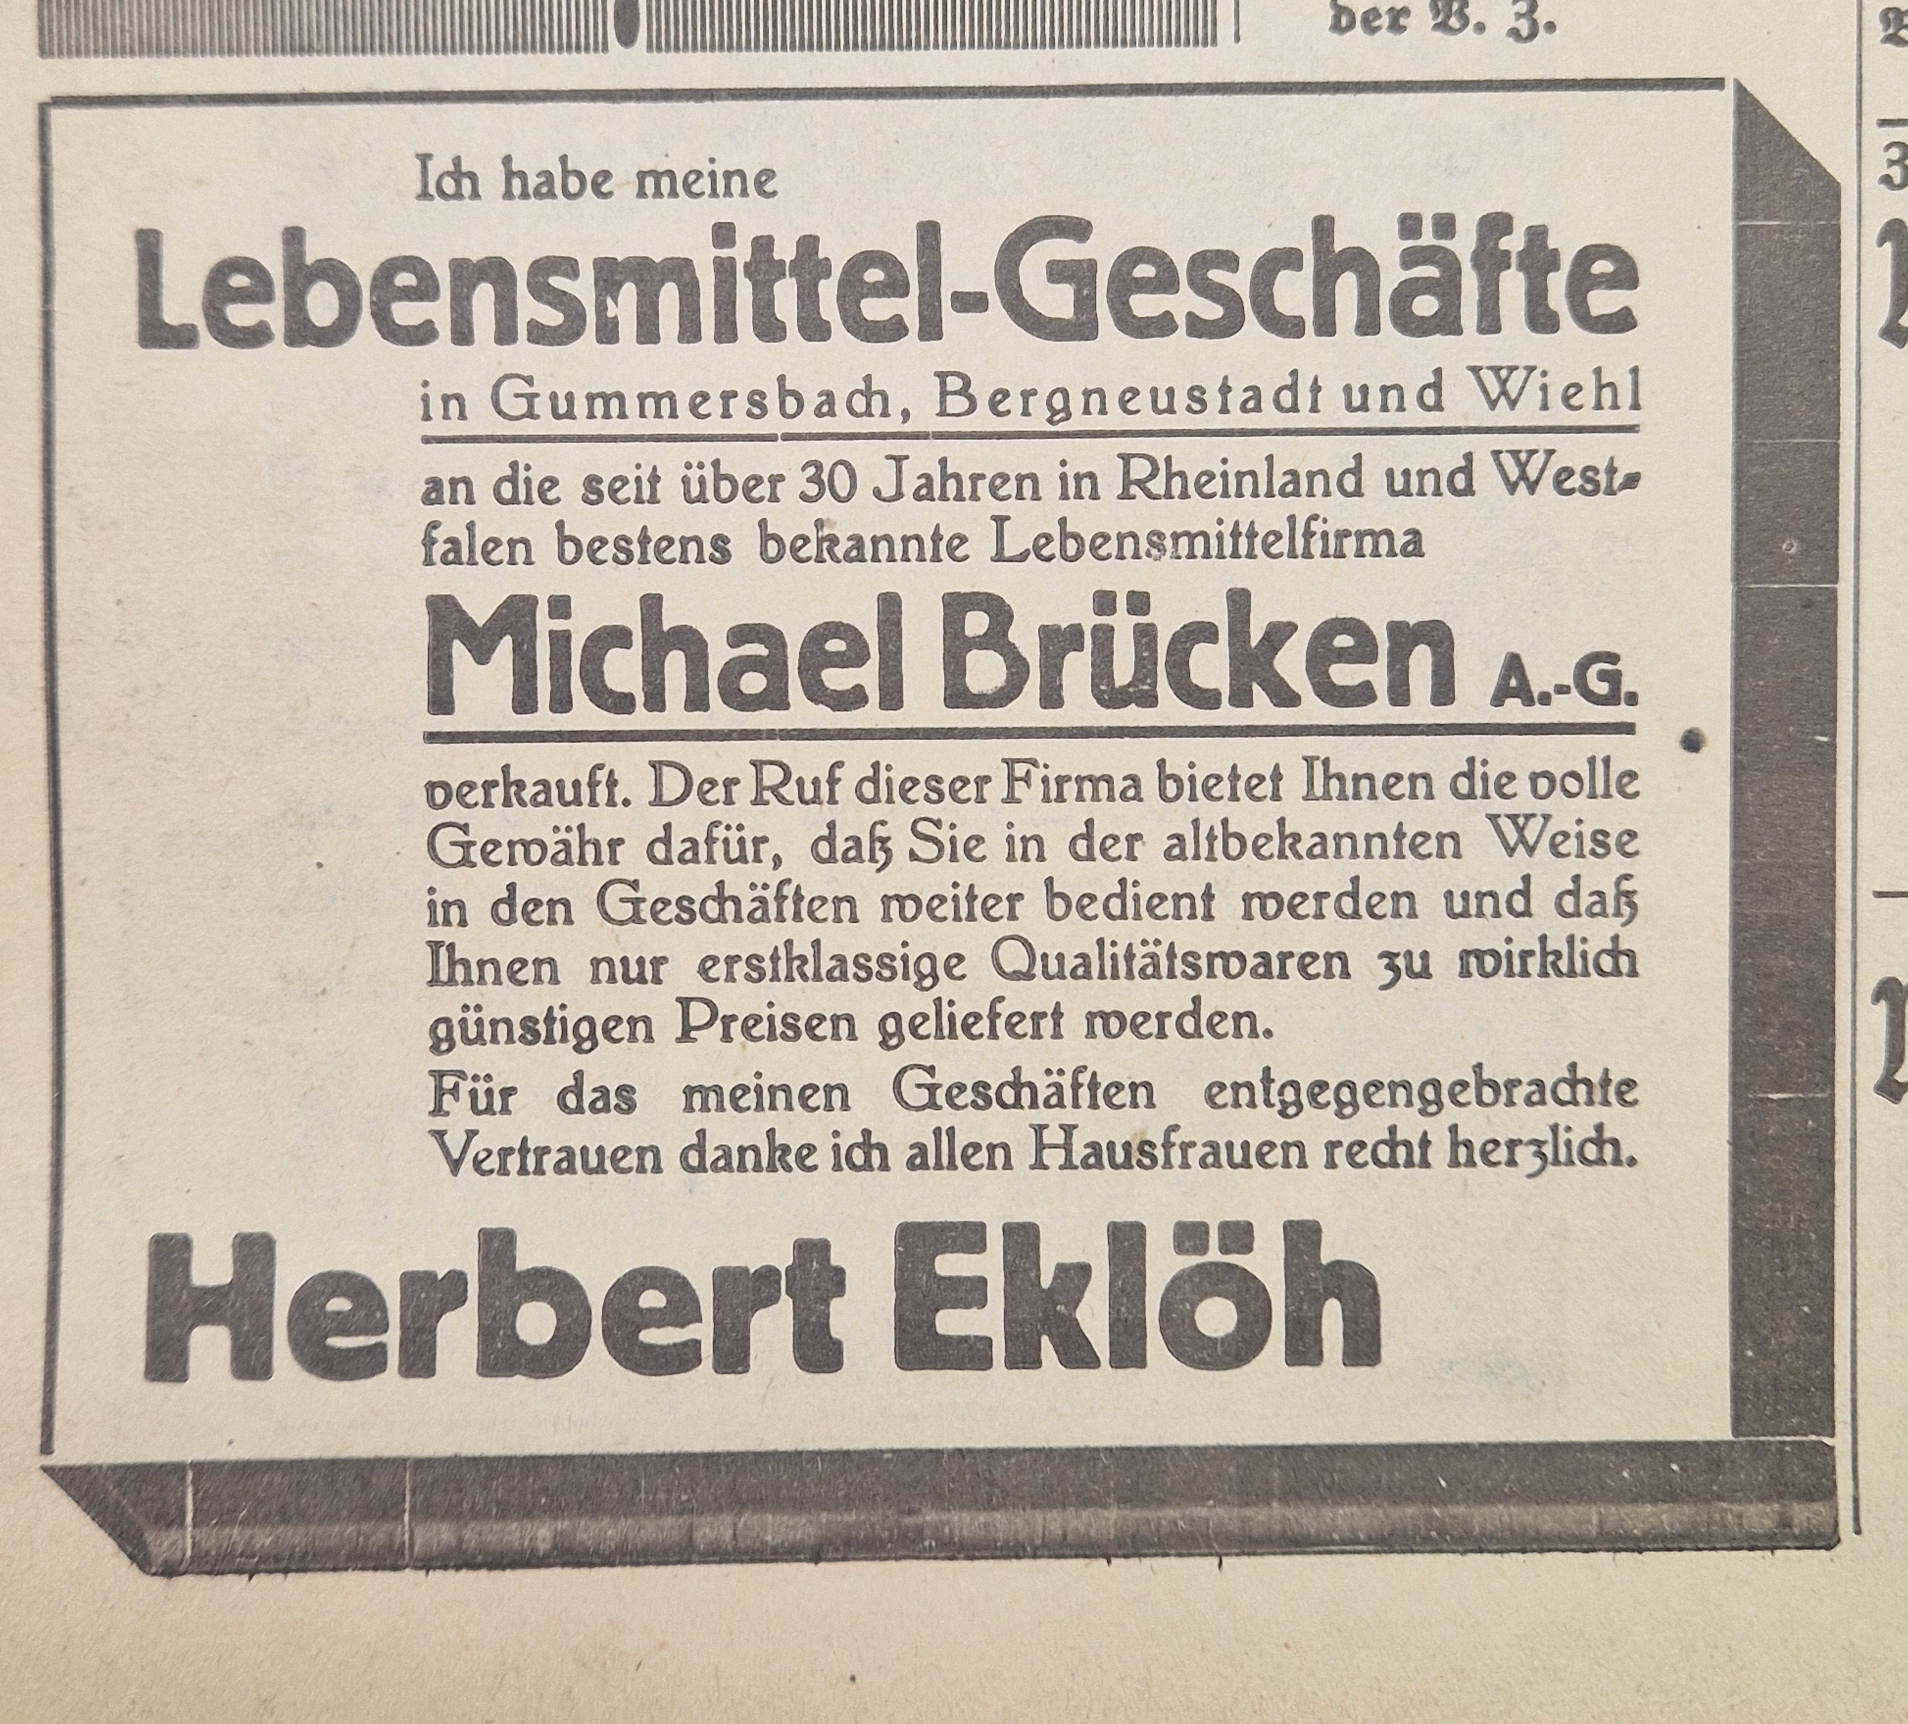 der B. Z.
Ich habe meine
Lebensmittel-Geschäfte
in Gummersbach, Bergneustadt und Wiehl
an die seit über 30 Jahren in Rheinland und West-
falen bestens bekannte Lebensmittelfirma
Michael Brücken A.-G.
verkauft. Der Ruf dieser Firma bietet Ihnen die volle
Gewähr dafür, daß Sie in der altbekannten Weise
in den Geschäften weiter bedient werden und daß
Ihnen nur erstklassige Qualitätswaren zu wirklich
günstigen Preisen geliefert werden.
Für das meinen Geschäften entgegengebrachte
Vertrauen danke ich allen Hausfrauen recht herzlich.
Herbert Eklöh